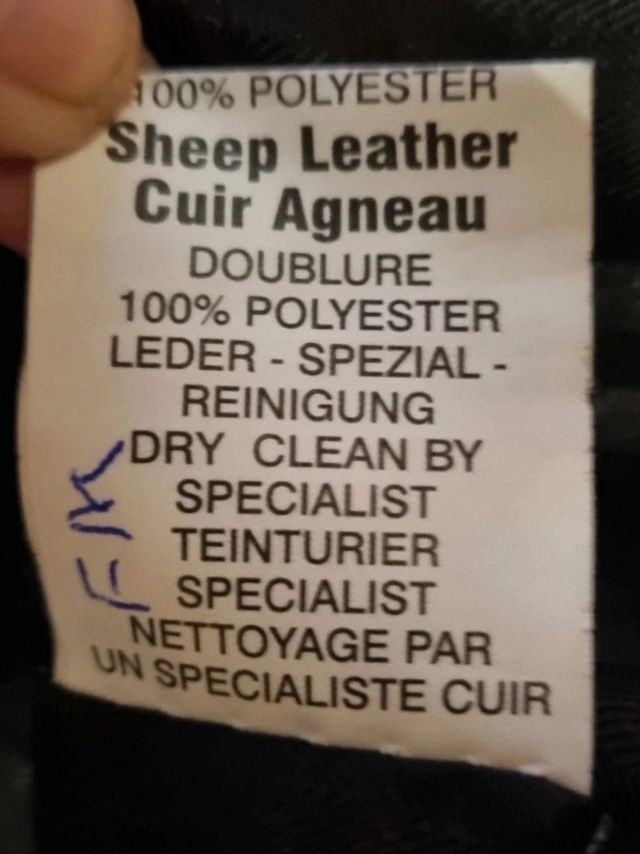 100% POLYESTER
Sheep Leather
Cuir Agneau
DOUBLURE
100% POLYESTER
LEDER - SPEZIAL -
REINIGUNG
DRY CLEAN BY
SPECIALIST
TEINTURIER
SPECIALIST
NETTOYAGE PAR
UN SPECIALISTE CUIR
FK